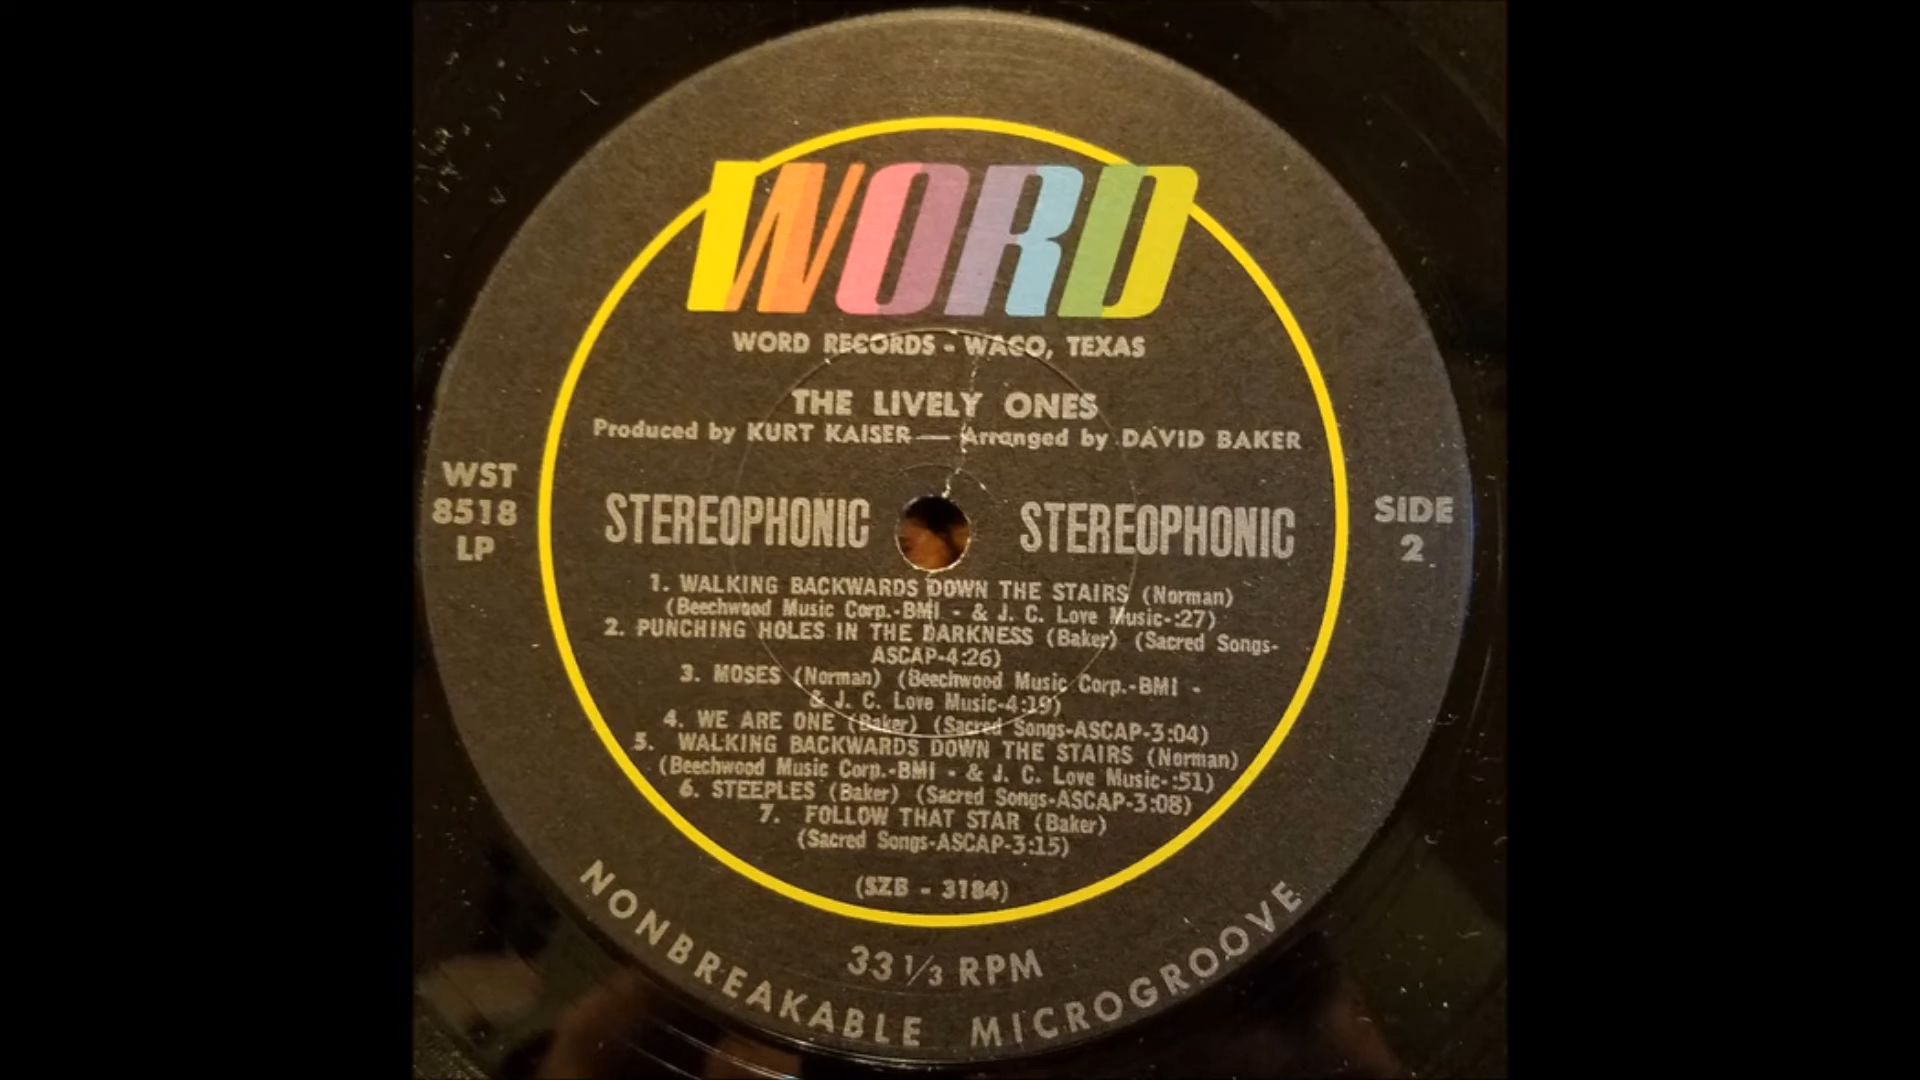 WORD
WORD RECORDS - WACO, TEXAS
THE LIVELY ONES
Produced by KURT KAISER — Arranged by DAVID BAKER
WST
8518
LP
STEREOPHONIC STEREOPHONIC
SIDE
2
1. WALKING BACKWARDS DOWN THE STAIRS (Norman)
(Beechwood Music Corp.-BMI - & J. C. Love Music-:27)
2. PUNCHING HOLES IN THE DARKNESS (Baker) (Sacred Songs-
ASCAP-4:26)
3. MOSES (Norman) (Beechwood Music Corp.-BMI -
& J. C. Love Music-4:19)
4. WE ARE ONE (Baker) (Sacred Songs-ASCAP-3:04)
5. WALKING BACKWARDS DOWN THE STAIRS (Norman)
(Beechwood Music Corp.-BMI - & J. C. Love Music-:51)
6. STEEPLES (Baker) (Sacred Songs-ASCAP-3:08)
7. FOLLOW THAT STAR (Baker)
(Sacred Songs-ASCAP-3:15)
(SZB - 3184)
33 1/3 RPM
NONBREAKABLE MICROGROOVE